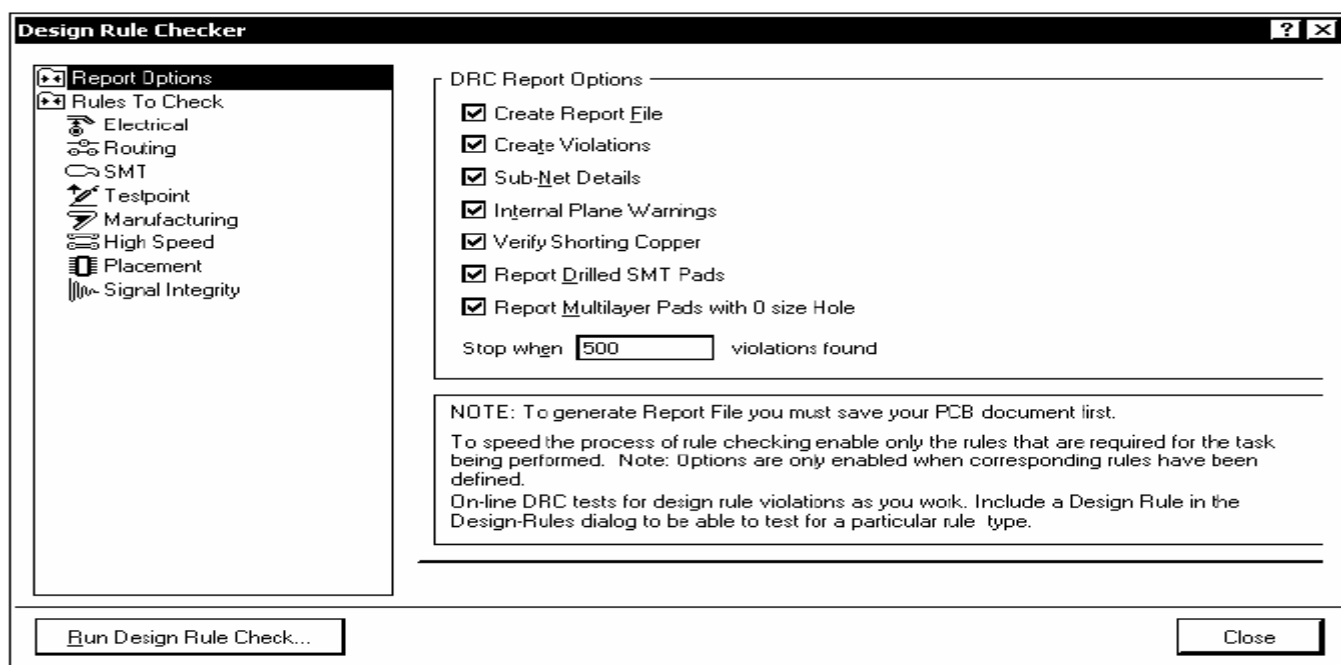 Design Rule Checker
Report Options
Rules To Check
Electrical
Routing
SMT
Testpoint
Manufacturing
High Speed
Placement
Signal Integrity
DRC Report Options
Create Report File
Create Violations
Sub-Net Details
Internal Plane Warnings
Verify Shorting Copper
Report Drilled SMT Pads
Report Multilayer Pads with 0 size Hole
Stop when 500 violations found
NOTE: To generate Report File you must save your PCB document first.
To speed the process of rule checking enable only the rules that are required for the task
being performed. Note: Options are only enabled when corresponding rules have been
defined.
On-line DRC tests for design rule violations as you work. Include a Design Rule in the
Design-Rules dialog to be able to test for a particular rule type.
Run Design Rule Check...
Close